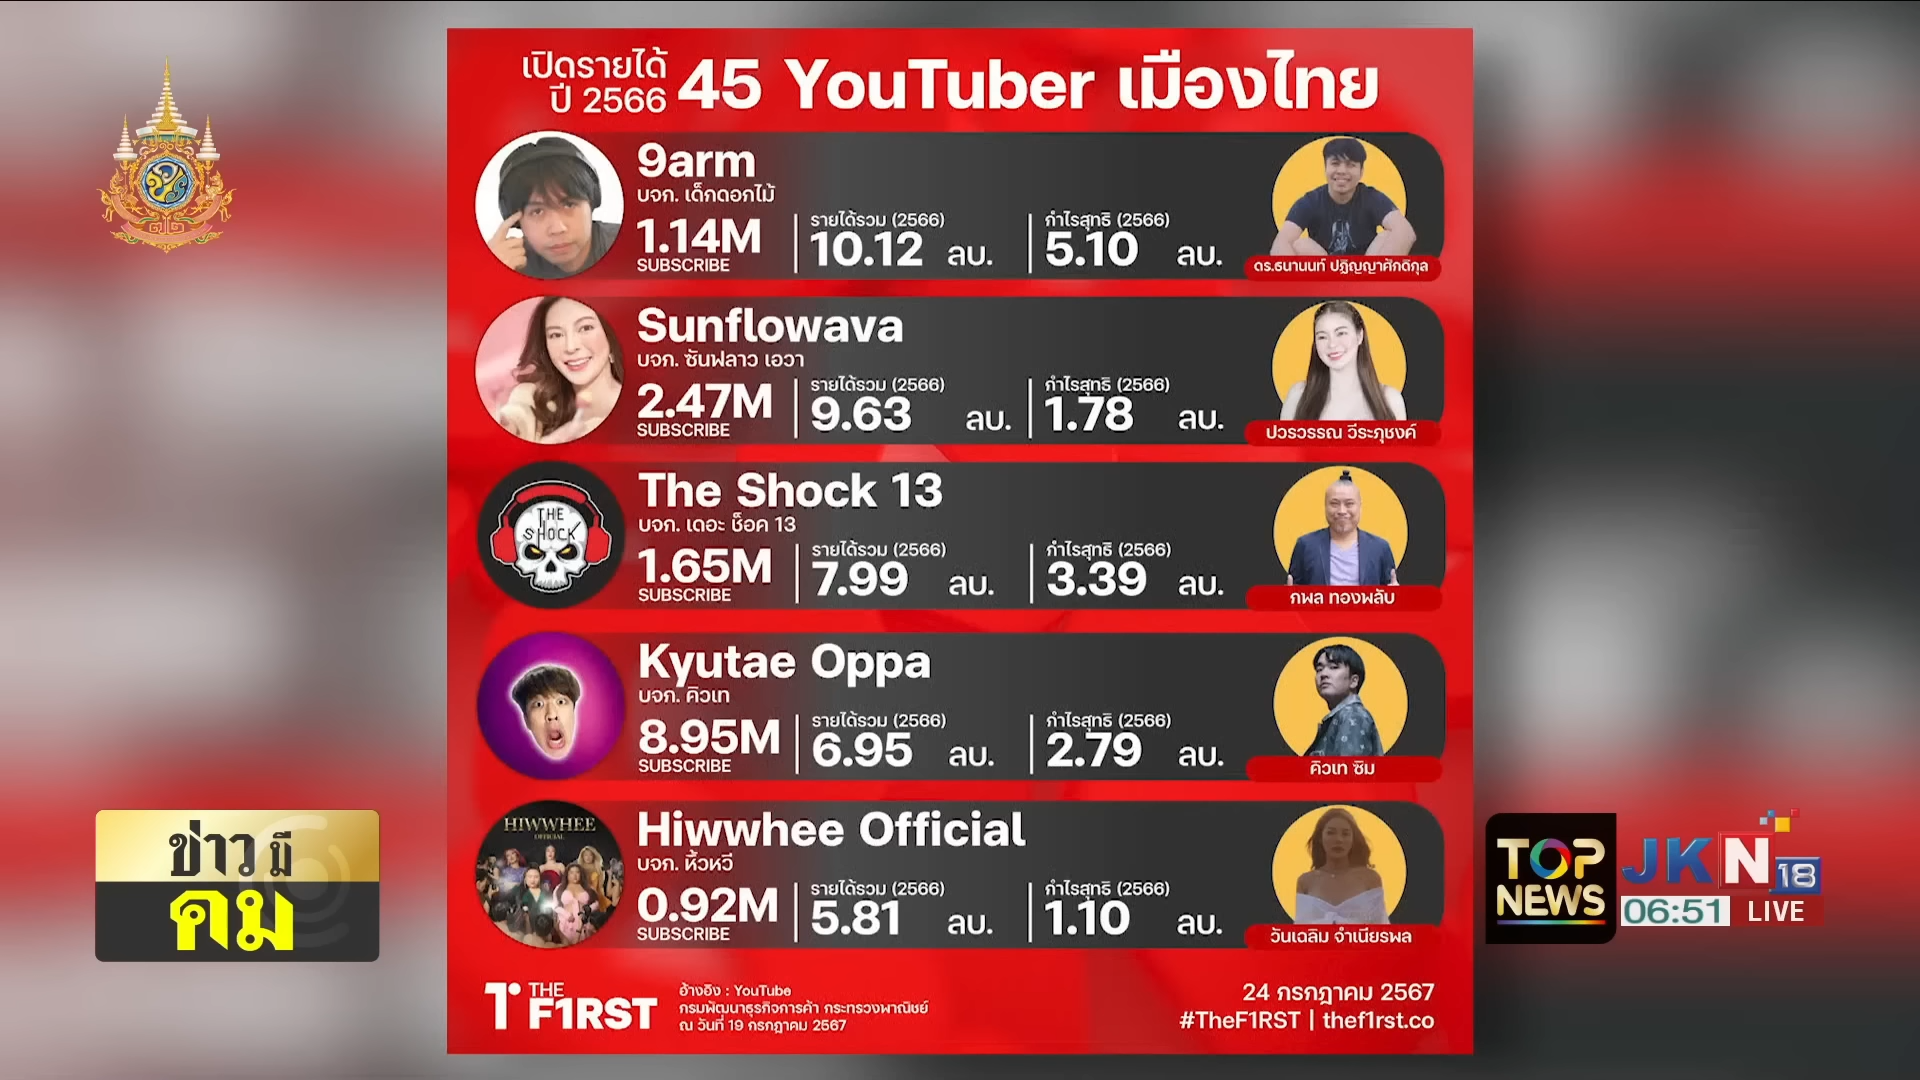 เปิดรายได้
ปี 2566
45 YouTuber เมืองไทย
9arm
บจก. เด็กดอกไม้
1.14M
SUBSCRIBE
รายได้รวม (2566)
10.12 ลบ.
กำไรสุทธิ (2566)
5.10 ลบ.
ดร.ธนานนท์ ปฏิญญาศักดิกุล
Sunflowava
บจก. ซันฟลาว เอวา
2.47M
SUBSCRIBE
รายได้รวม (2566)
9.63 ลบ.
กำไรสุทธิ (2566)
1.78 ลบ.
ปวรวรรณ วีระภุชงค์
THE
SHOCK
The Shock 13
บจก. เดอะ ช็อค 13
1.65M
SUBSCRIBE
รายได้รวม (2566)
7.99 ลบ.
กำไรสุทธิ (2566)
3.39 ลบ.
กพล ทองพลับ
Kyutae Oppa
บจก. คิวเท
8.95M
SUBSCRIBE
รายได้รวม (2566)
6.95 ลบ.
กำไรสุทธิ (2566)
2.79 ลบ.
คิวเท ซิม
HIWWHEE
OFFICIAL
Hiwwhee Official
บจก. หิ้วหวี
0.92M
SUBSCRIBE
รายได้รวม (2566)
5.81 ลบ.
กำไรสุทธิ (2566)
1.10 ลบ.
วันเฉลิม จำเนียรพล
ข่าวมี
คม
TOP
NEWS
JKN
18
06:51 LIVE
THE
F1RST
อ้างอิง : YouTube
กรมพัฒนาธุรกิจการค้า กระทรวงพาณิชย์
ณ วันที่ 19 กรกฎาคม 2567
24 กรกฎาคม 2567
#TheF1RST | thef1rst.co